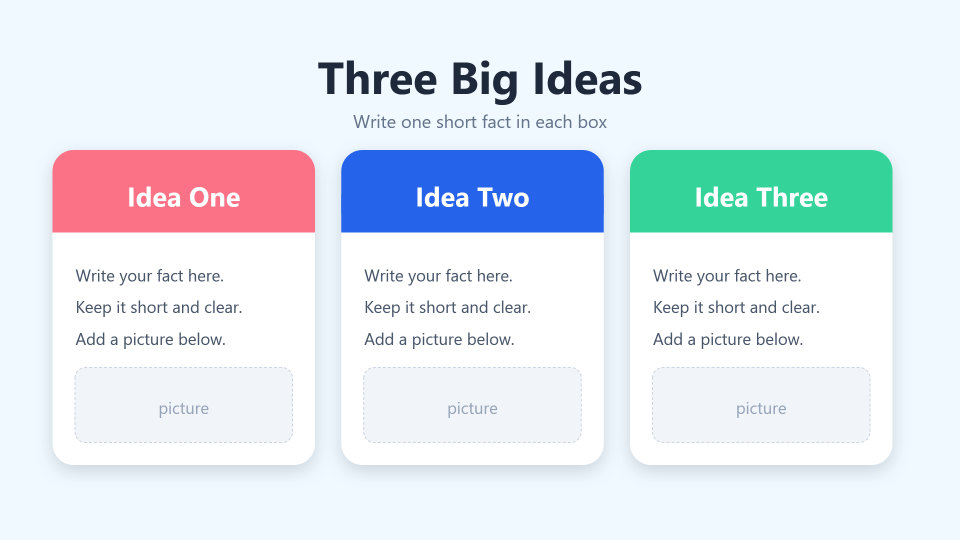 Three Big Ideas
Write one short fact in each box
Idea One
Write your fact here.
Keep it short and clear.
Add a picture below.
picture
Idea Two
Write your fact here.
Keep it short and clear.
Add a picture below.
picture
Idea Three
Write your fact here.
Keep it short and clear.
Add a picture below.
picture